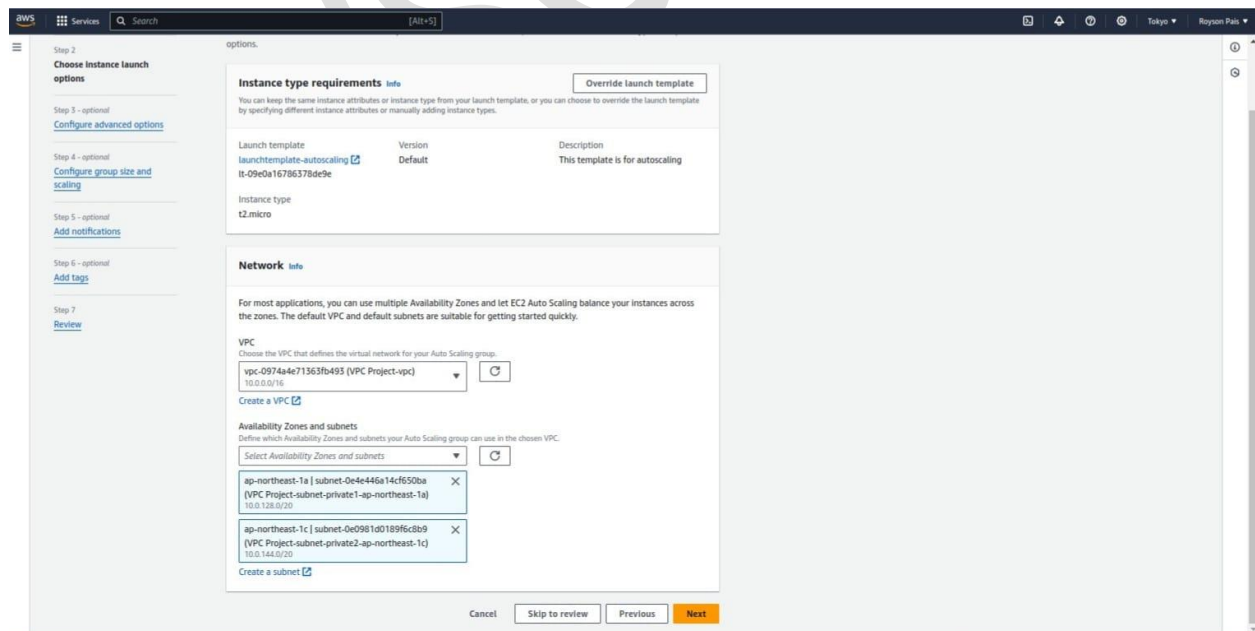 aws
Services
Search
[Alt+S]
Tokyo
Royson Pais
Step 2
Choose instance launch
options
Step 3 - optional
Configure advanced options
Step 4 - optional
Configure group size and
scaling
Step 5 - optional
Add notifications
Step 6 - optional
Add tags
Step 7
Review
options.
Instance type requirements Info
Override launch template
You can keep the same instance attributes or instance type from your launch template, or you can choose to override the launch template
by specifying different instance attributes or manually adding instance types.
Launch template
launchtemplate-autoscaling
lt-09e0a16786378de9e
Version
Default
Description
This template is for autoscaling
Instance type
t2.micro
Network Info
For most applications, you can use multiple Availability Zones and let EC2 Auto Scaling balance your instances across
the zones. The default VPC and default subnets are suitable for getting started quickly.
VPC
Choose the VPC that defines the virtual network for your Auto Scaling group.
vpc-0974a4e71363fb493 (VPC Project-vpc)
10.0.0.0/16
Create a VPC
Availability Zones and subnets
Define which Availability Zones and subnets your Auto Scaling group can use in the chosen VPC.
Select Availability Zones and subnets
ap-northeast-1a | subnet-0e4e446a14cf650ba
(VPC Project-subnet-private1-ap-northeast-1a)
10.0.128.0/20
ap-northeast-1c | subnet-0e0981d0189f6c8b9
(VPC Project-subnet-private2-ap-northeast-1c)
10.0.144.0/20
Create a subnet
Cancel
Skip to review
Previous
Next